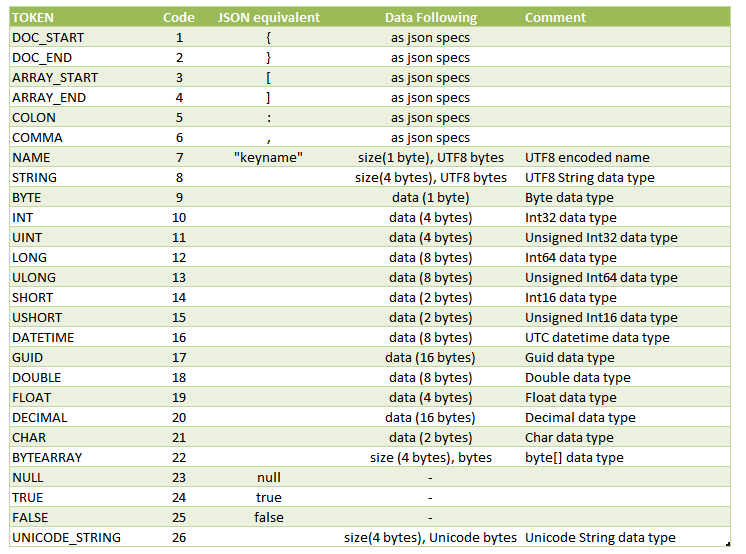 TOKEN Code JSON equivalent Data Following Comment
DOC_START 1 { as json specs
DOC_END 2 } as json specs
ARRAY_START 3 [ as json specs
ARRAY_END 4 ] as json specs
COLON 5 : as json specs
COMMA 6 , as json specs
NAME 7 "keyname" size(1 byte), UTF8 bytes UTF8 encoded name
STRING 8 size(4 bytes), UTF8 bytes UTF8 String data type
BYTE 9 data (1 byte) Byte data type
INT 10 data (4 bytes) Int32 data type
UINT 11 data (4 bytes) Unsigned Int32 data type
LONG 12 data (8 bytes) Int64 data type
ULONG 13 data (8 bytes) Unsigned Int64 data type
SHORT 14 data (2 bytes) Int16 data type
USHORT 15 data (2 bytes) Unsigned Int16 data type
DATETIME 16 data (8 bytes) UTC datetime data type
GUID 17 data (16 bytes) Guid data type
DOUBLE 18 data (8 bytes) Double data type
FLOAT 19 data (4 bytes) Float data type
DECIMAL 20 data (16 bytes) Decimal data type
CHAR 21 data (2 bytes) Char data type
BYTEARRAY 22 size (4 bytes), bytes byte[] data type
NULL 23 null -
TRUE 24 true -
FALSE 25 false -
UNICODE_STRING 26 size(4 bytes), Unicode bytes Unicode String data type